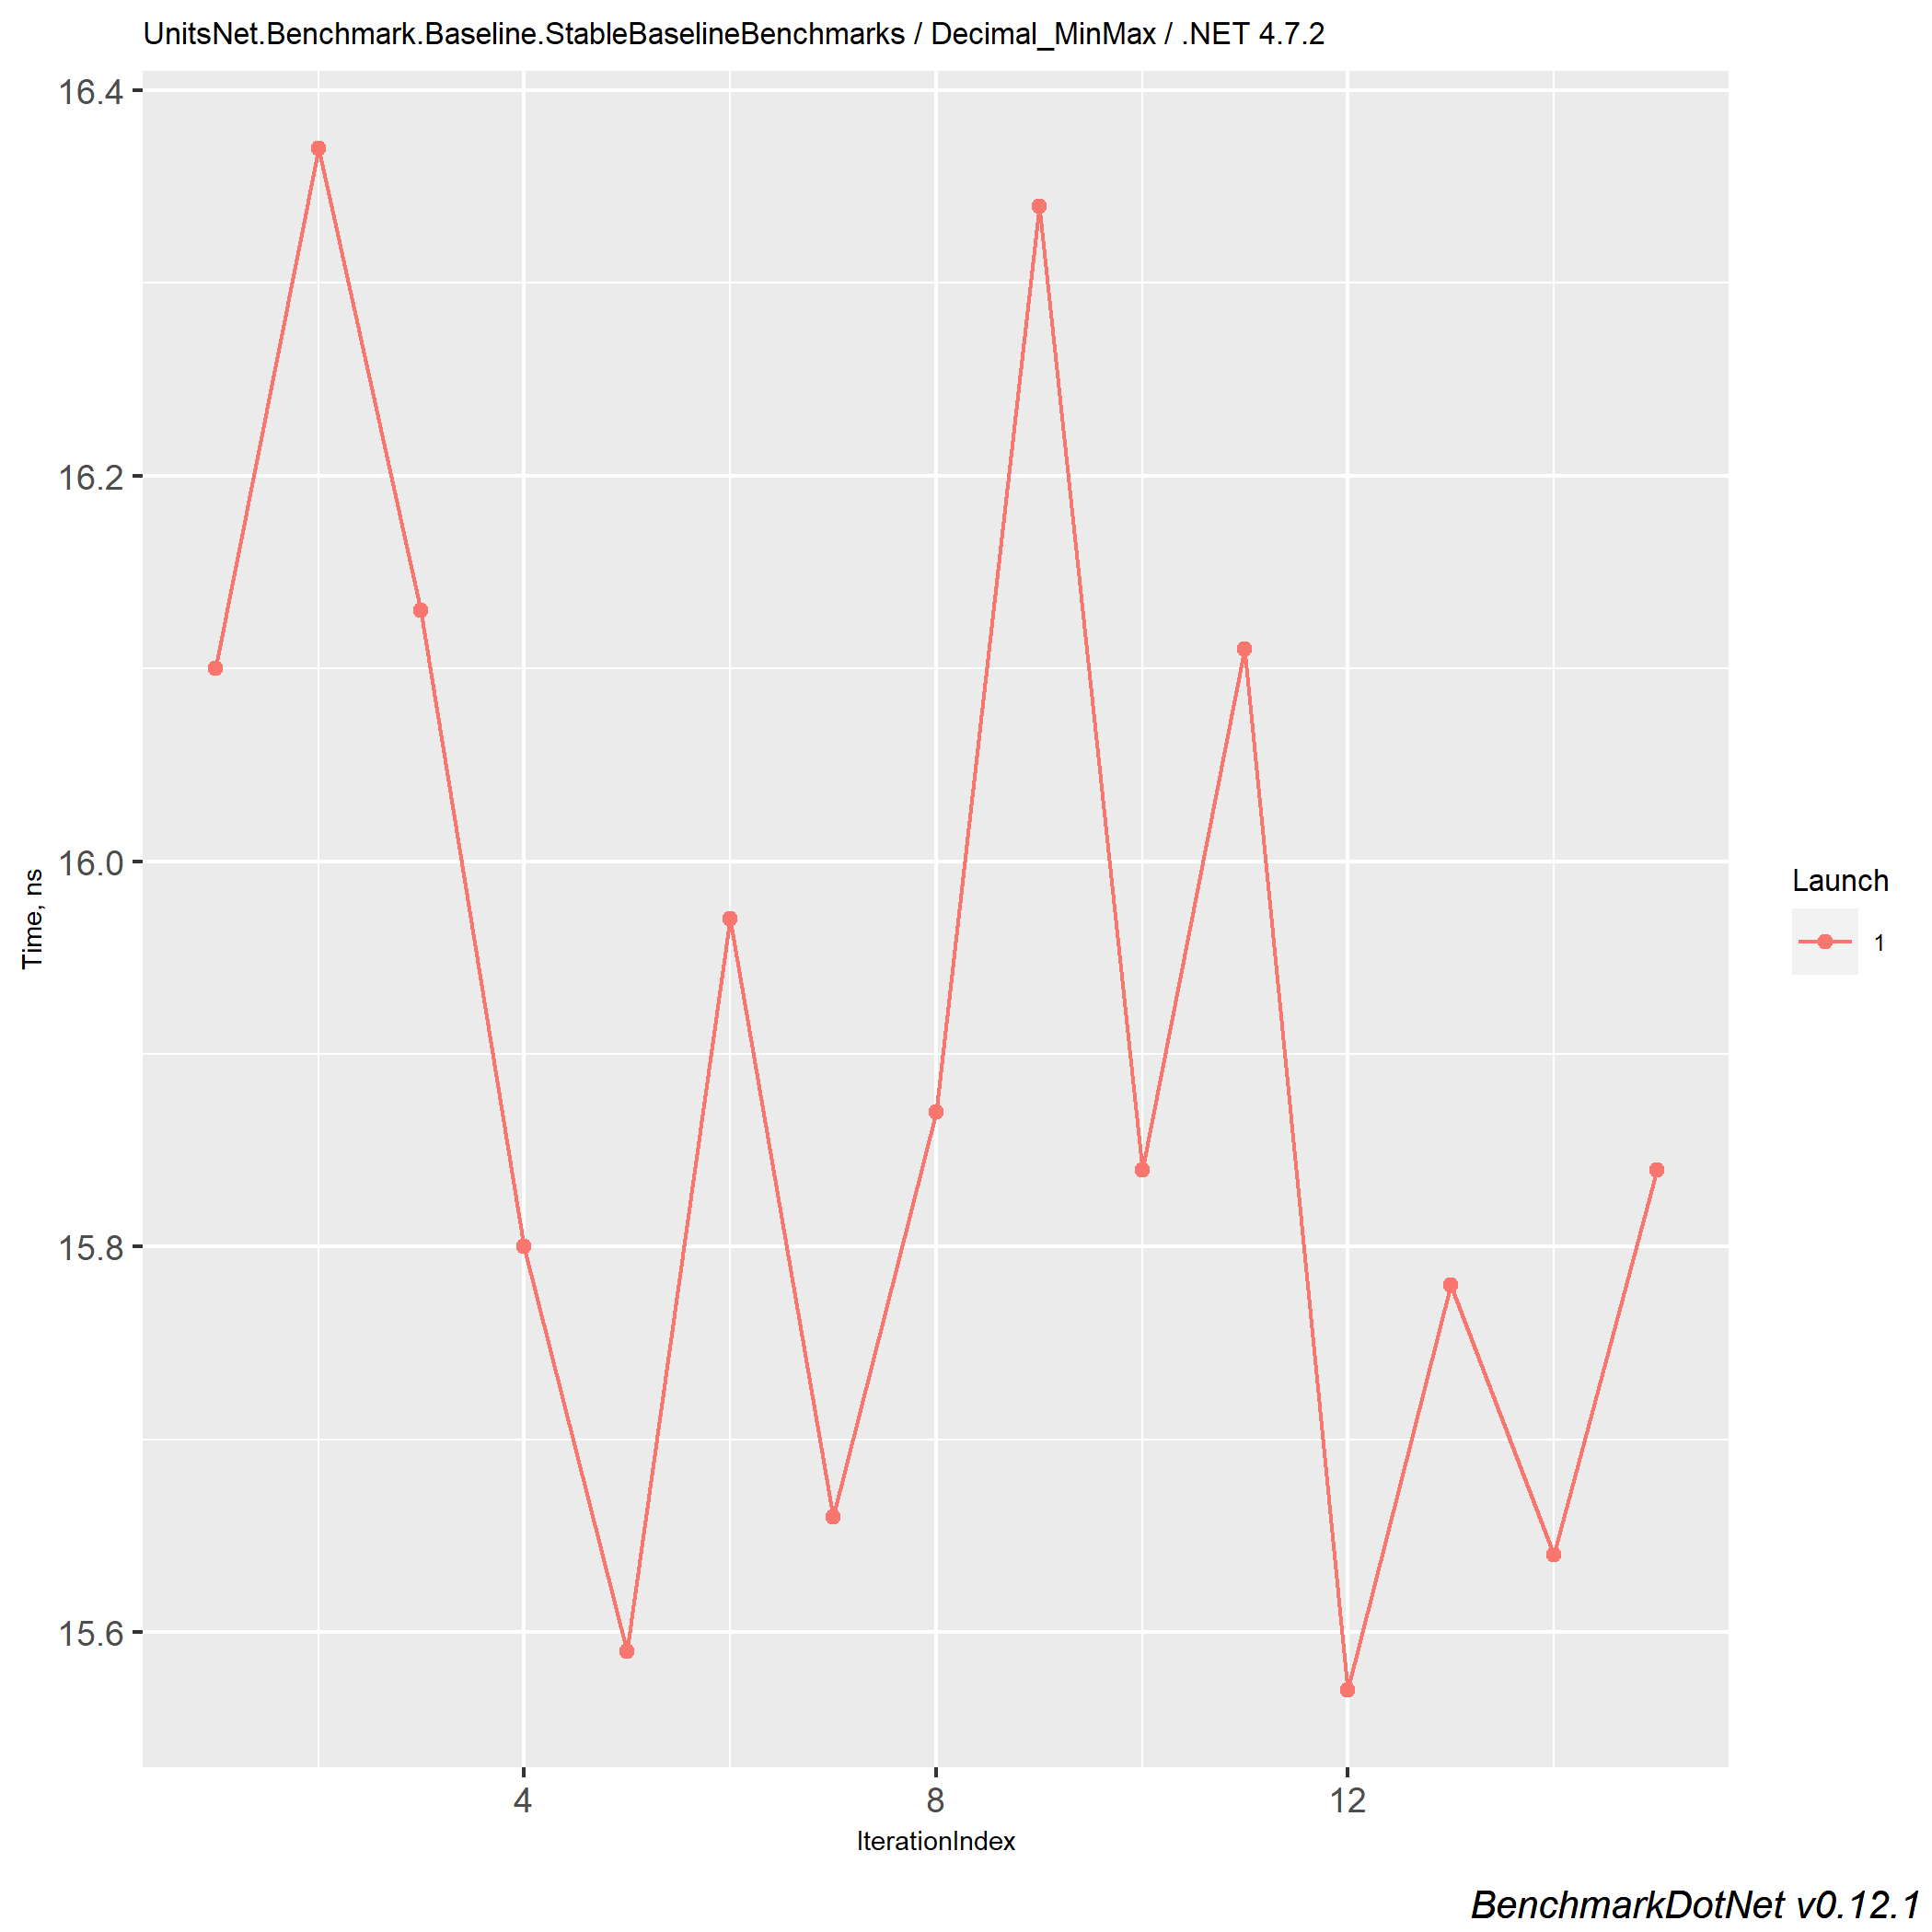 UnitsNet.Benchmark.Baseline.StableBaselineBenchmarks / Decimal_MinMax / .NET 4.7.2
16.4
16.2
16.0
15.8
15.6
Time, ns
4 8 12
IterationIndex
Launch
1
BenchmarkDotNet v0.12.1